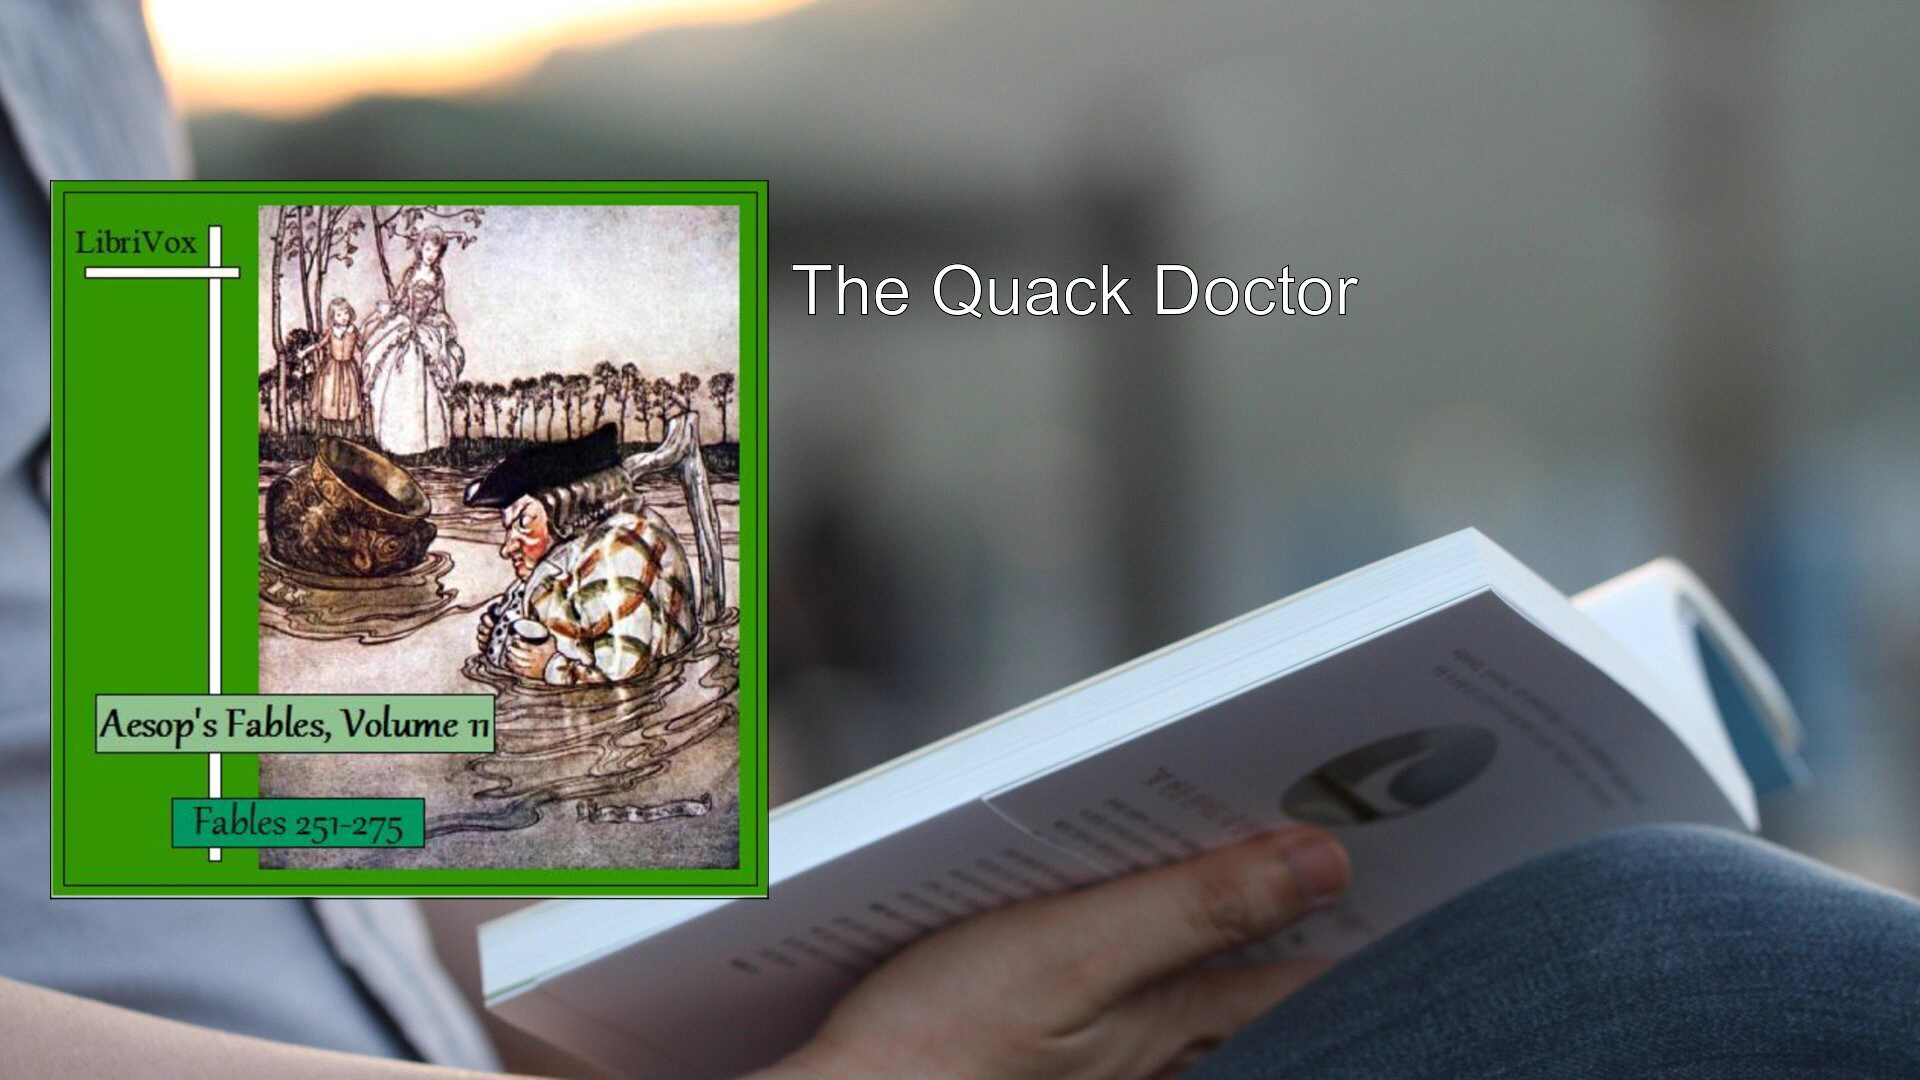 LibriVox
The Quack Doctor
Aesop's Fables, Volume 11
Fables 251-275